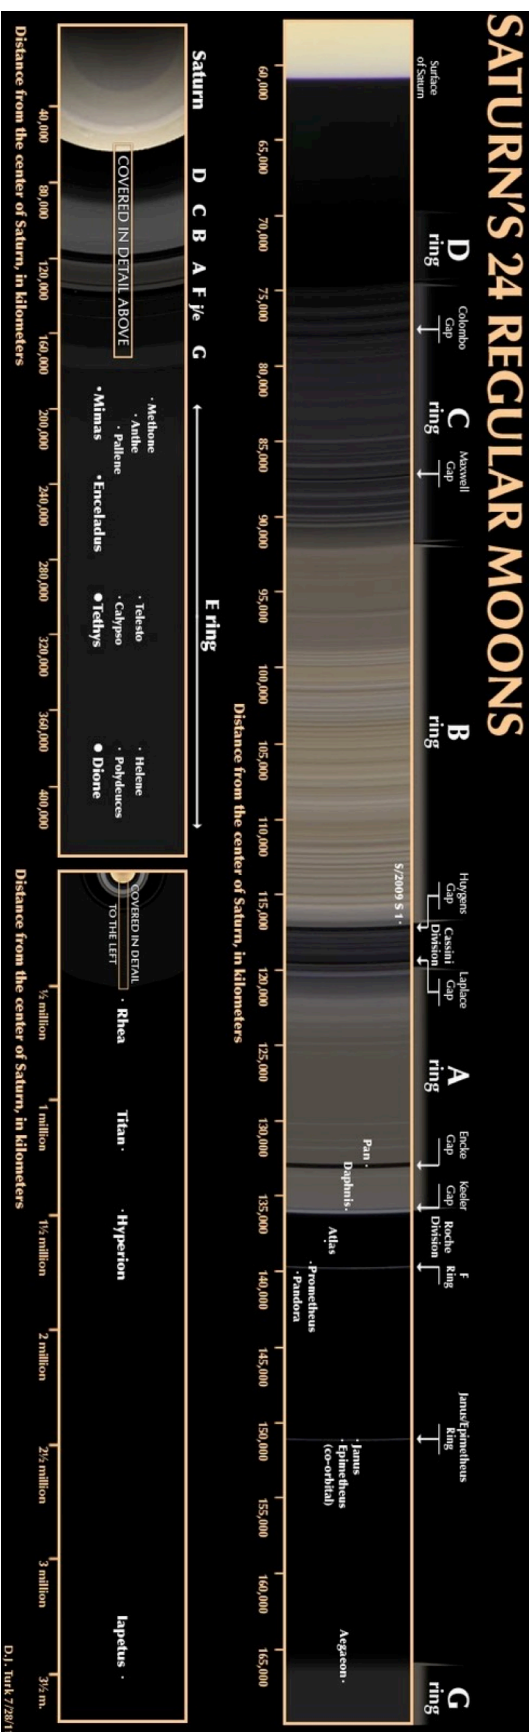 SATURN'S 24 REGULAR MOONS
Surface
of Saturn
D
ring
Colombo
Gap
C
ring
Maxwell
Gap
B
ring
Huygens
Gap
Cassini
Division
Laplace
Gap
A
ring
Encke
Gap
Keeler
Gap
Roche
Division
F
Ring
Janus/Epimetheus
Ring
G
ring
S/2009 S 1
Pan
Daphnis
Atlas
Prometheus
Pandora
Janus
Epimetheus
(co-orbital)
Aegaeon
60,000 65,000 70,000 75,000 80,000 85,000 90,000 95,000 100,000 105,000 110,000 115,000 120,000 125,000 130,000 135,000 140,000 145,000 150,000 155,000 160,000 165,000
Distance from the center of Saturn, in kilometers
Saturn D C B A F j/e G
E ring
COVERED IN DETAIL ABOVE
Methone
Anthe
Pallene
Mimas
Enceladus
Telesto
Calypso
Tethys
Helene
Polydeuces
Dione
40,000 80,000 120,000 160,000 200,000 240,000 280,000 320,000 360,000 400,000
Distance from the center of Saturn, in kilometers
COVERED IN DETAIL
TO THE LEFT
Rhea
Titan
Hyperion
Iapetus
½ million 1 million 1½ million 2 million 2½ million 3 million 3½ m.
Distance from the center of Saturn, in kilometers
D.J. Turk